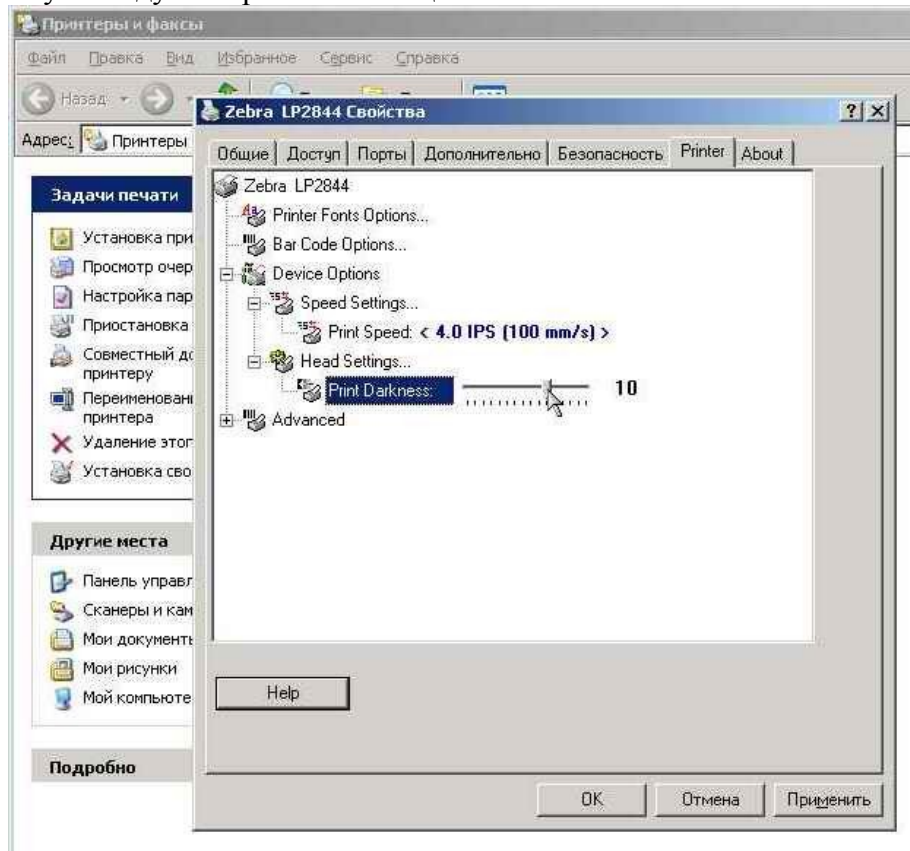 Принтеры и факсы
Файл Правка Вид Избранное Сервис Справка
Назад
Адрес: Принтеры
Zebra LP2844 Свойства
Общие Доступ Порты Дополнительно Безопасность Printer About
Zebra LP2844
Printer Fonts Options...
Bar Code Options...
Device Options
Speed Settings...
Print Speed: < 4.0 IPS (100 mm/s) >
Head Settings...
Print Darkness: 10
Advanced
Help
OK Отмена Применить
Задачи печати
Установка при
Просмотр очер
Настройка пар
Приостановка
Совместный до
принтеру
Переименовани
принтера
Удаление этог
Установка сво
Другие места
Панель управл
Сканеры и кам
Мои документы
Мои рисунки
Мой компьюте
Подробно